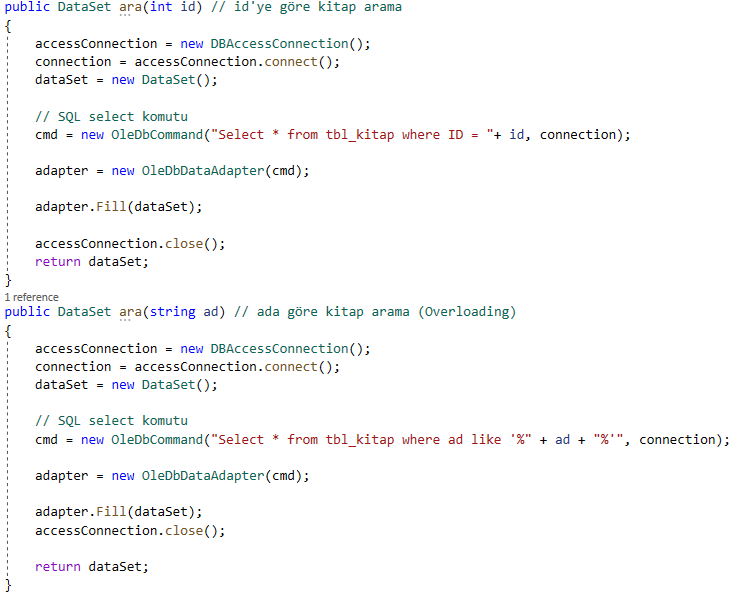 public DataSet ara(int id) // id'ye göre kitap arama
{
accessConnection = new DBAccessConnection();
connection = accessConnection.connect();
dataSet = new DataSet();
// SQL select komutu
cmd = new OleDbCommand("Select * from tbl_kitap where ID = "+ id, connection);
adapter = new OleDbDataAdapter(cmd);
adapter.Fill(dataSet);
accessConnection.close();
return dataSet;
}
1 reference
public DataSet ara(string ad) // ada göre kitap arama (Overloading)
{
accessConnection = new DBAccessConnection();
connection = accessConnection.connect();
dataSet = new DataSet();
// SQL select komutu
cmd = new OleDbCommand("Select * from tbl_kitap where ad like '%" + ad + "%'", connection);
adapter = new OleDbDataAdapter(cmd);
adapter.Fill(dataSet);
accessConnection.close();
return dataSet;
}